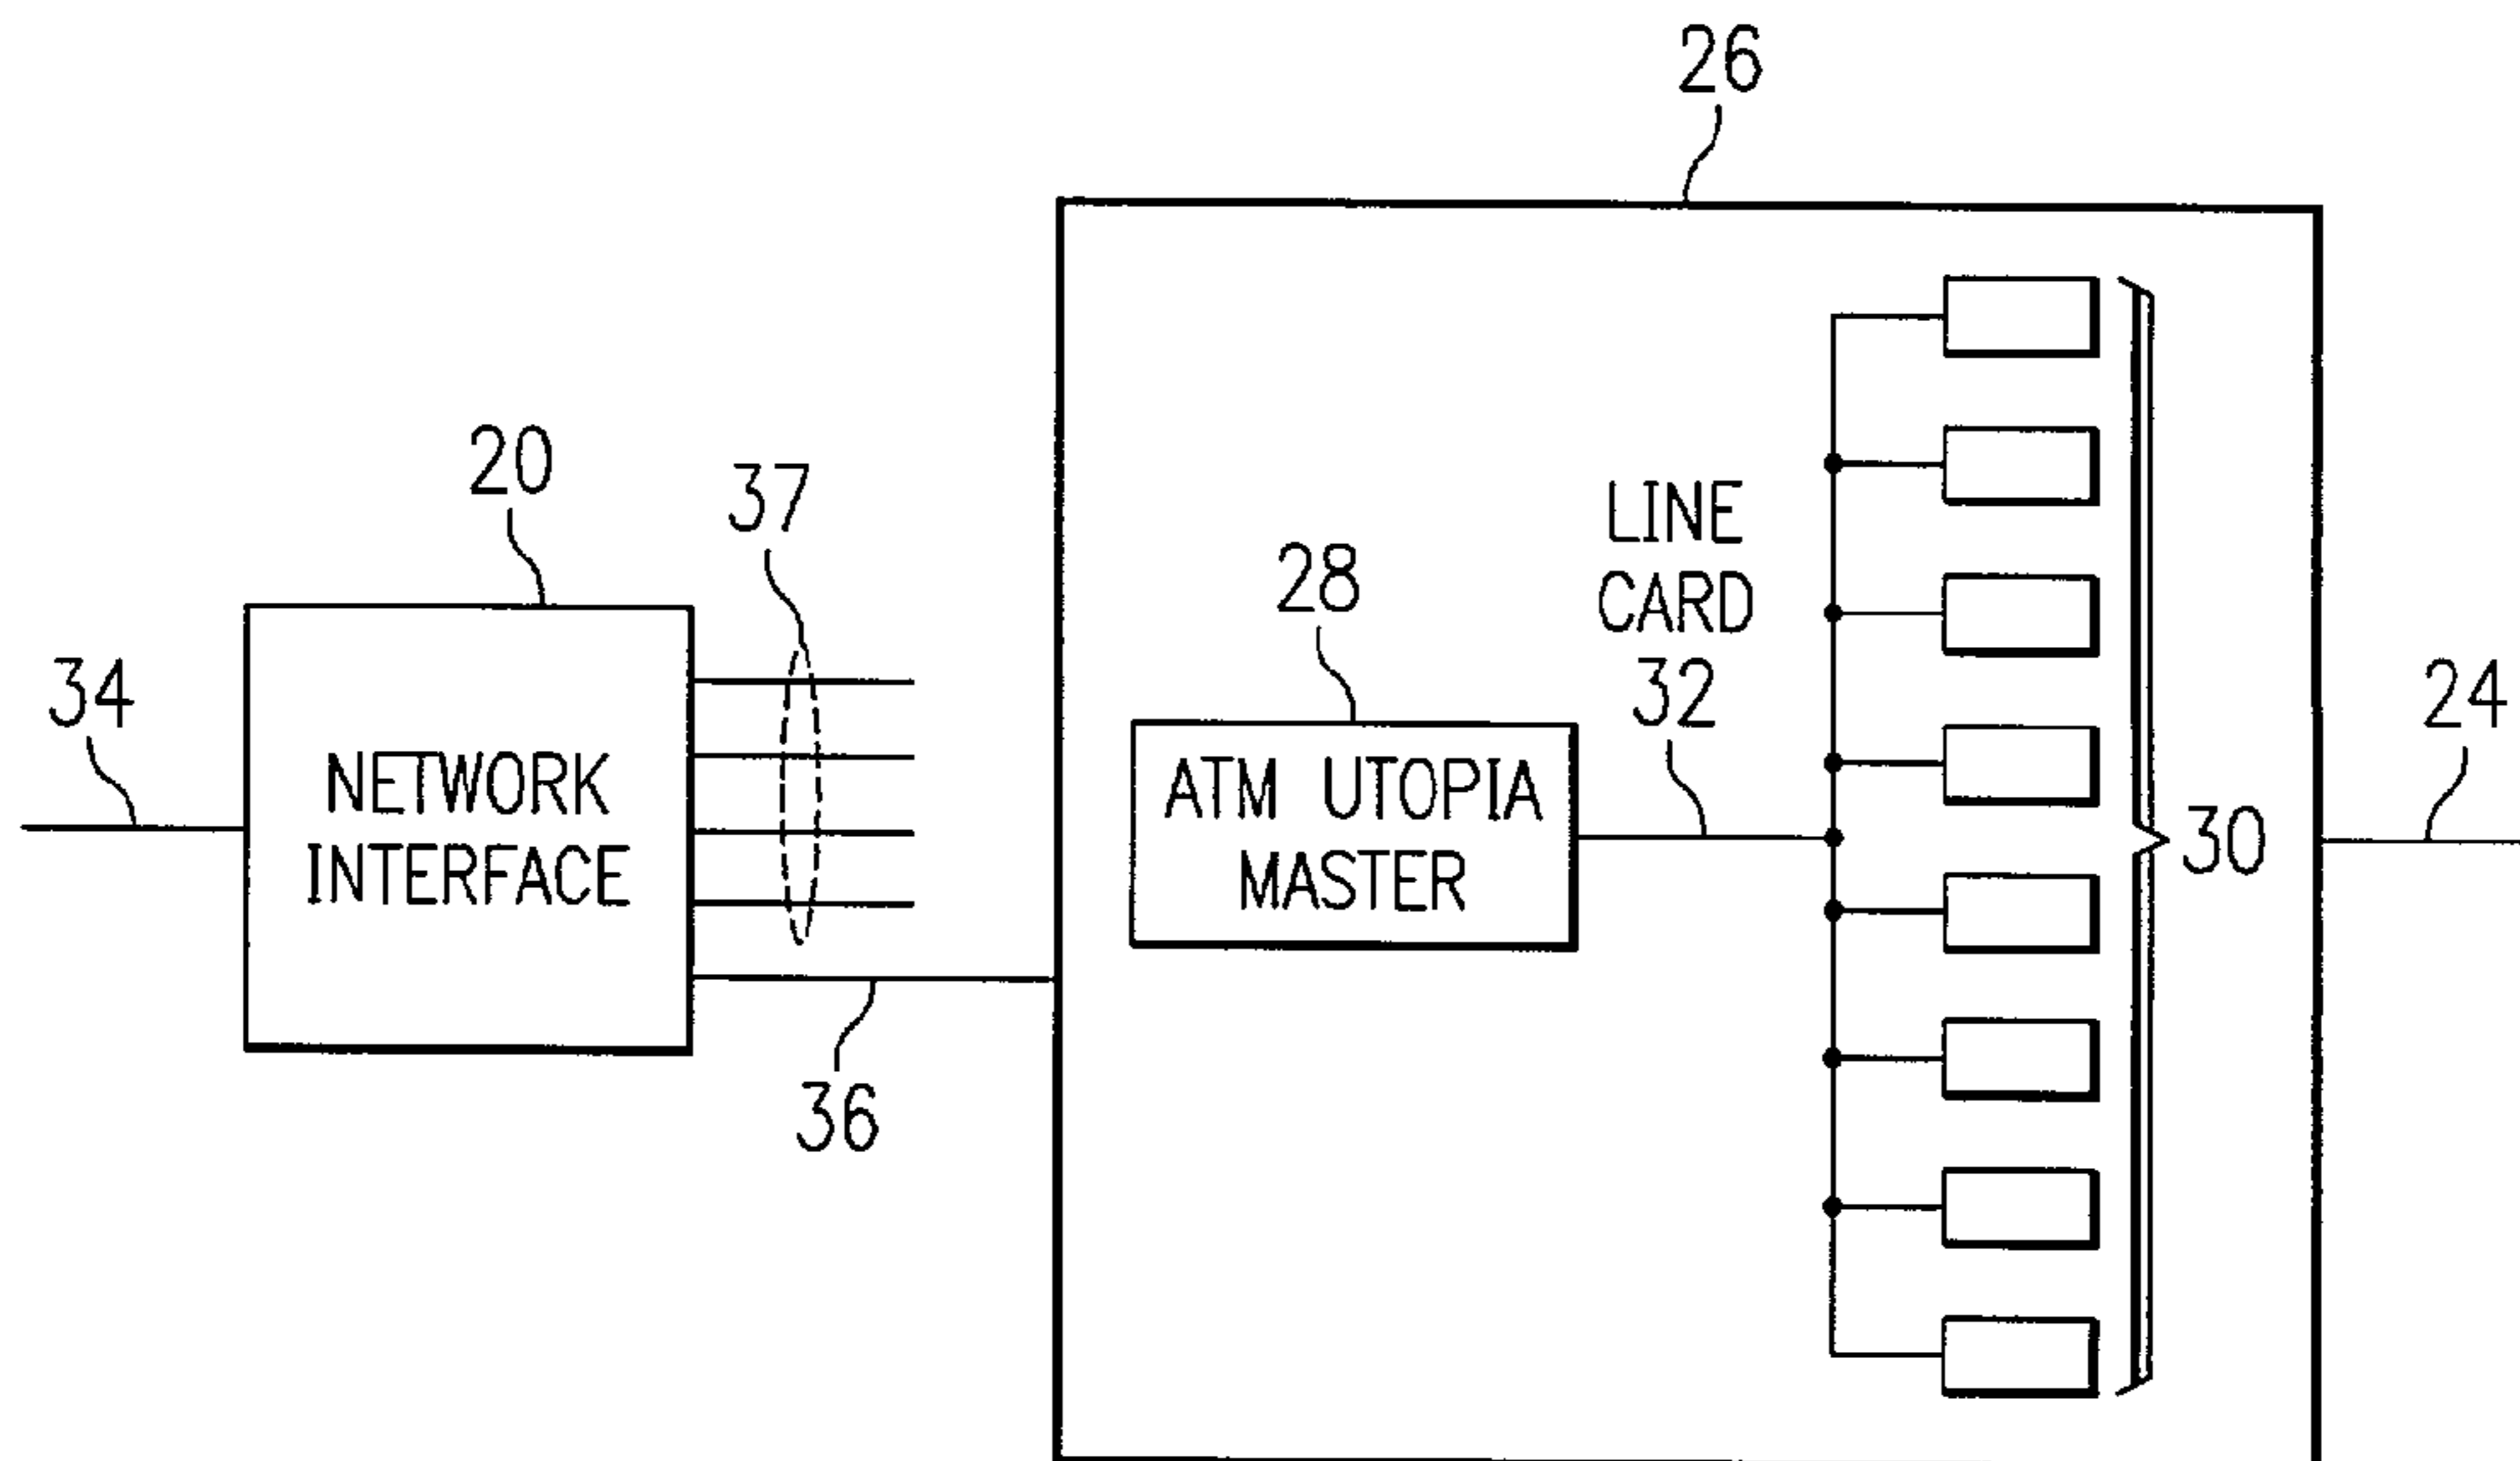 26
20
37
LINE
CARD
28
34
32
24
NETWORK
INTERFACE
ATM UTOPIA
MASTER
30
36